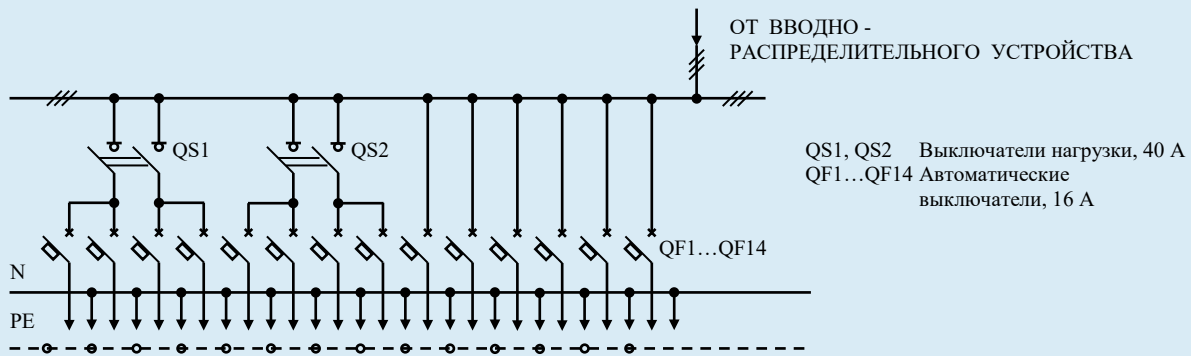 ОТ ВВОДНО -
РАСПРЕДЕЛИТЕЛЬНОГО УСТРОЙСТВА
QS1
QS2
QS1, QS2 Выключатели нагрузки, 40 А
QF1…QF14 Автоматические
выключатели, 16 А
QF1…QF14
N
PE